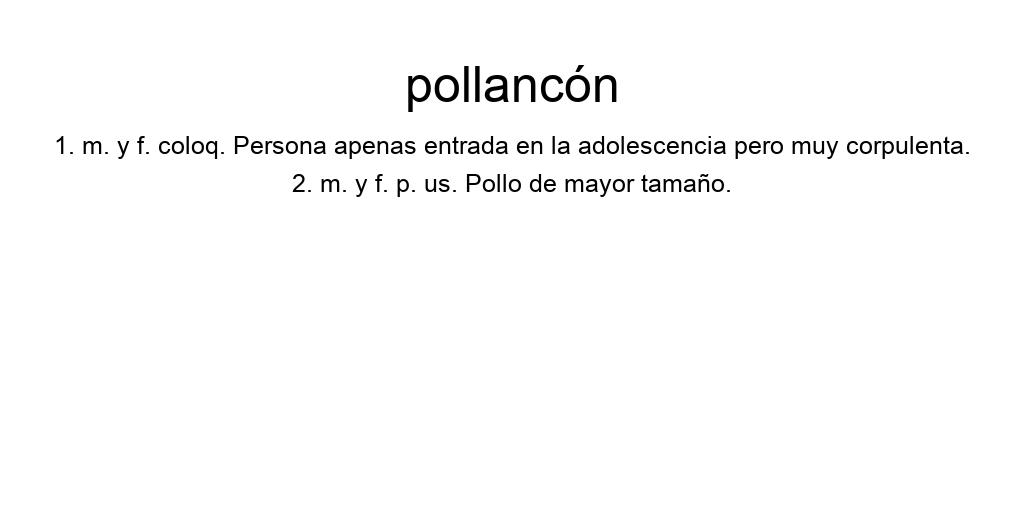 pollancón
1. m. y f. coloq. Persona apenas entrada en la adolescencia pero muy corpulenta.
2. m. y f. p. us. Pollo de mayor tamaño.